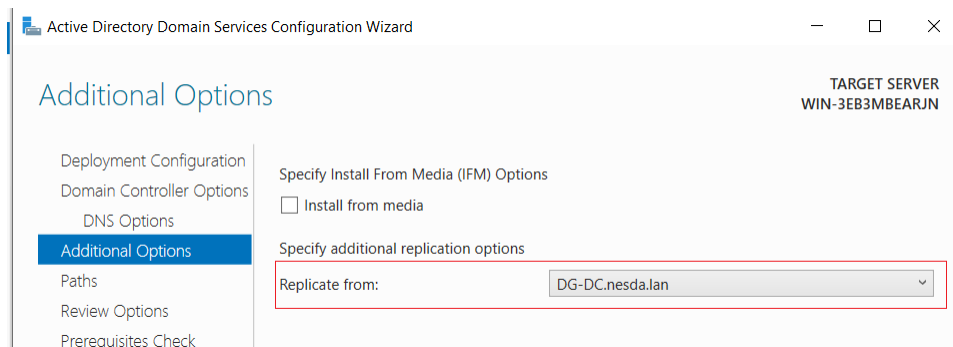 Active Directory Domain Services Configuration Wizard
Additional Options
TARGET SERVER
WIN-3EB3MBEARJN
Deployment Configuration
Domain Controller Options
DNS Options
Additional Options
Paths
Review Options
Prerequisites Check
Specify Install From Media (IFM) Options
Install from media
Specify additional replication options
Replicate from: DG-DC.nesda.lan